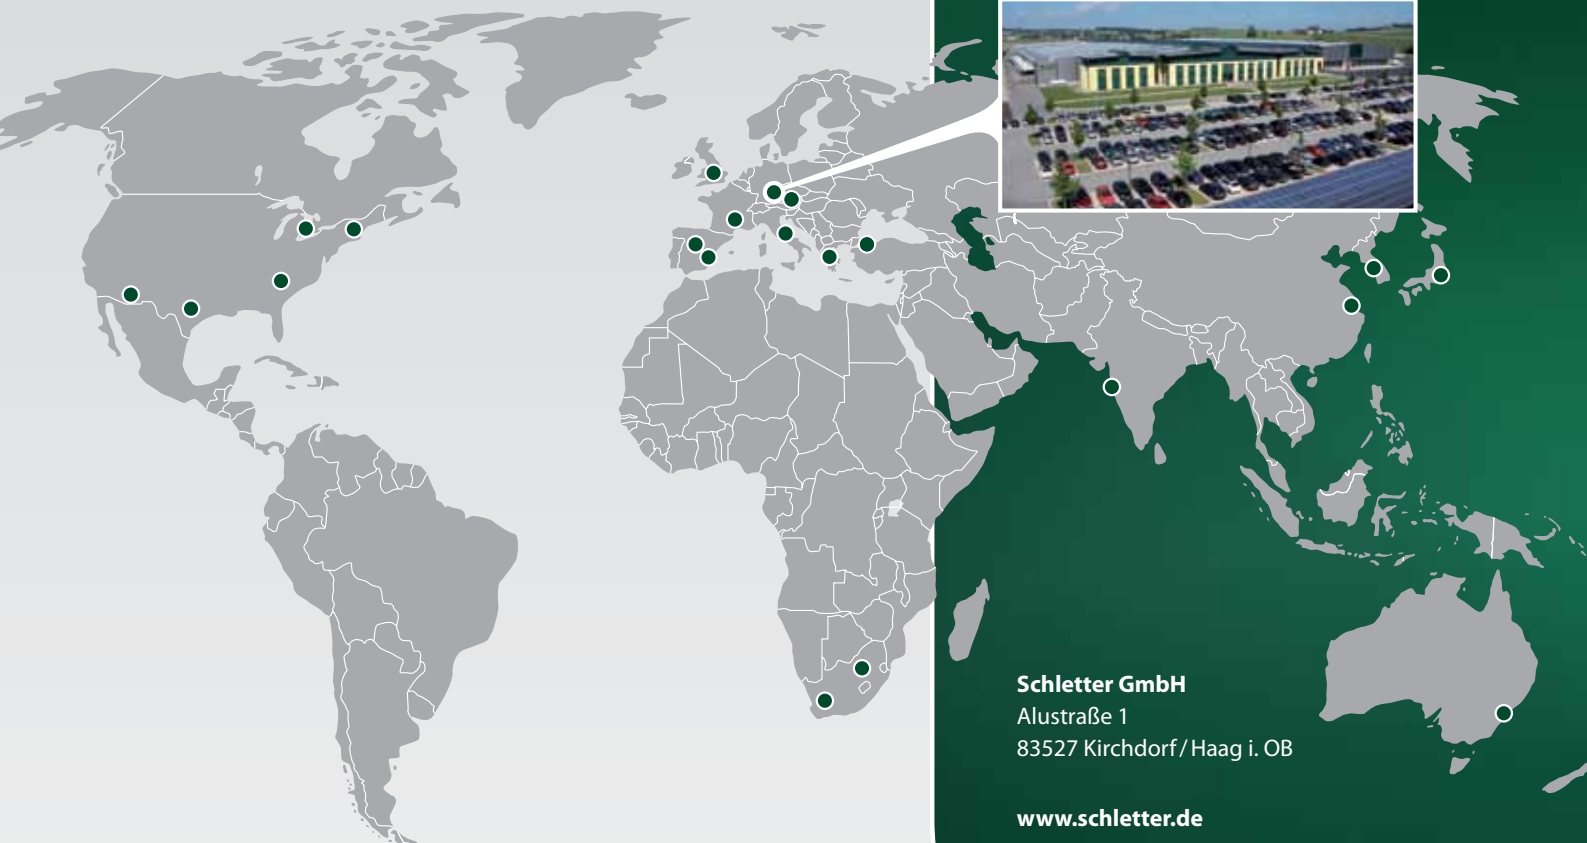 Schletter GmbH
Alustraße 1
83527 Kirchdorf / Haag i. OB
www.schletter.de